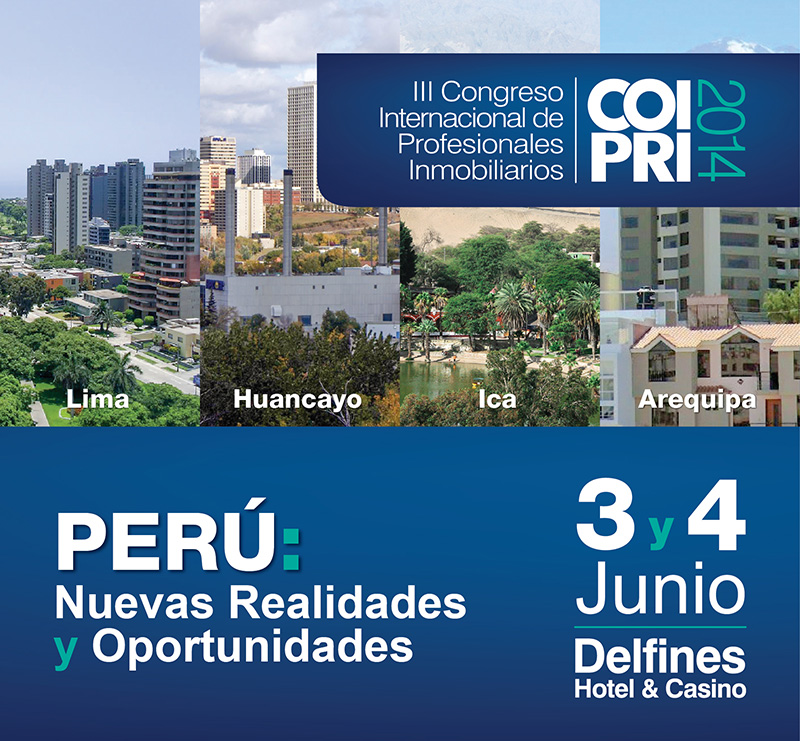 III Congreso
Internacional de
Profesionales
Inmobiliarios
COI
PRI
2014
Lima
Huancayo
Ica
Arequipa
PERÚ:
Nuevas Realidades
y Oportunidades
3 y 4
Junio
Delfines
Hotel & Casino